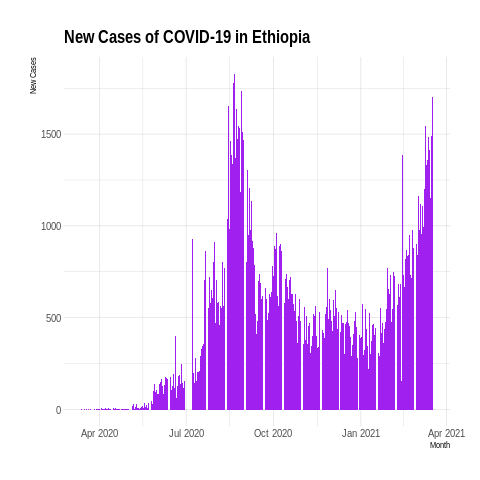 New Cases of COVID-19 in Ethiopia
New Cases
1500
1000
500
0
Apr 2020 Jul 2020 Oct 2020 Jan 2021 Apr 2021
Month